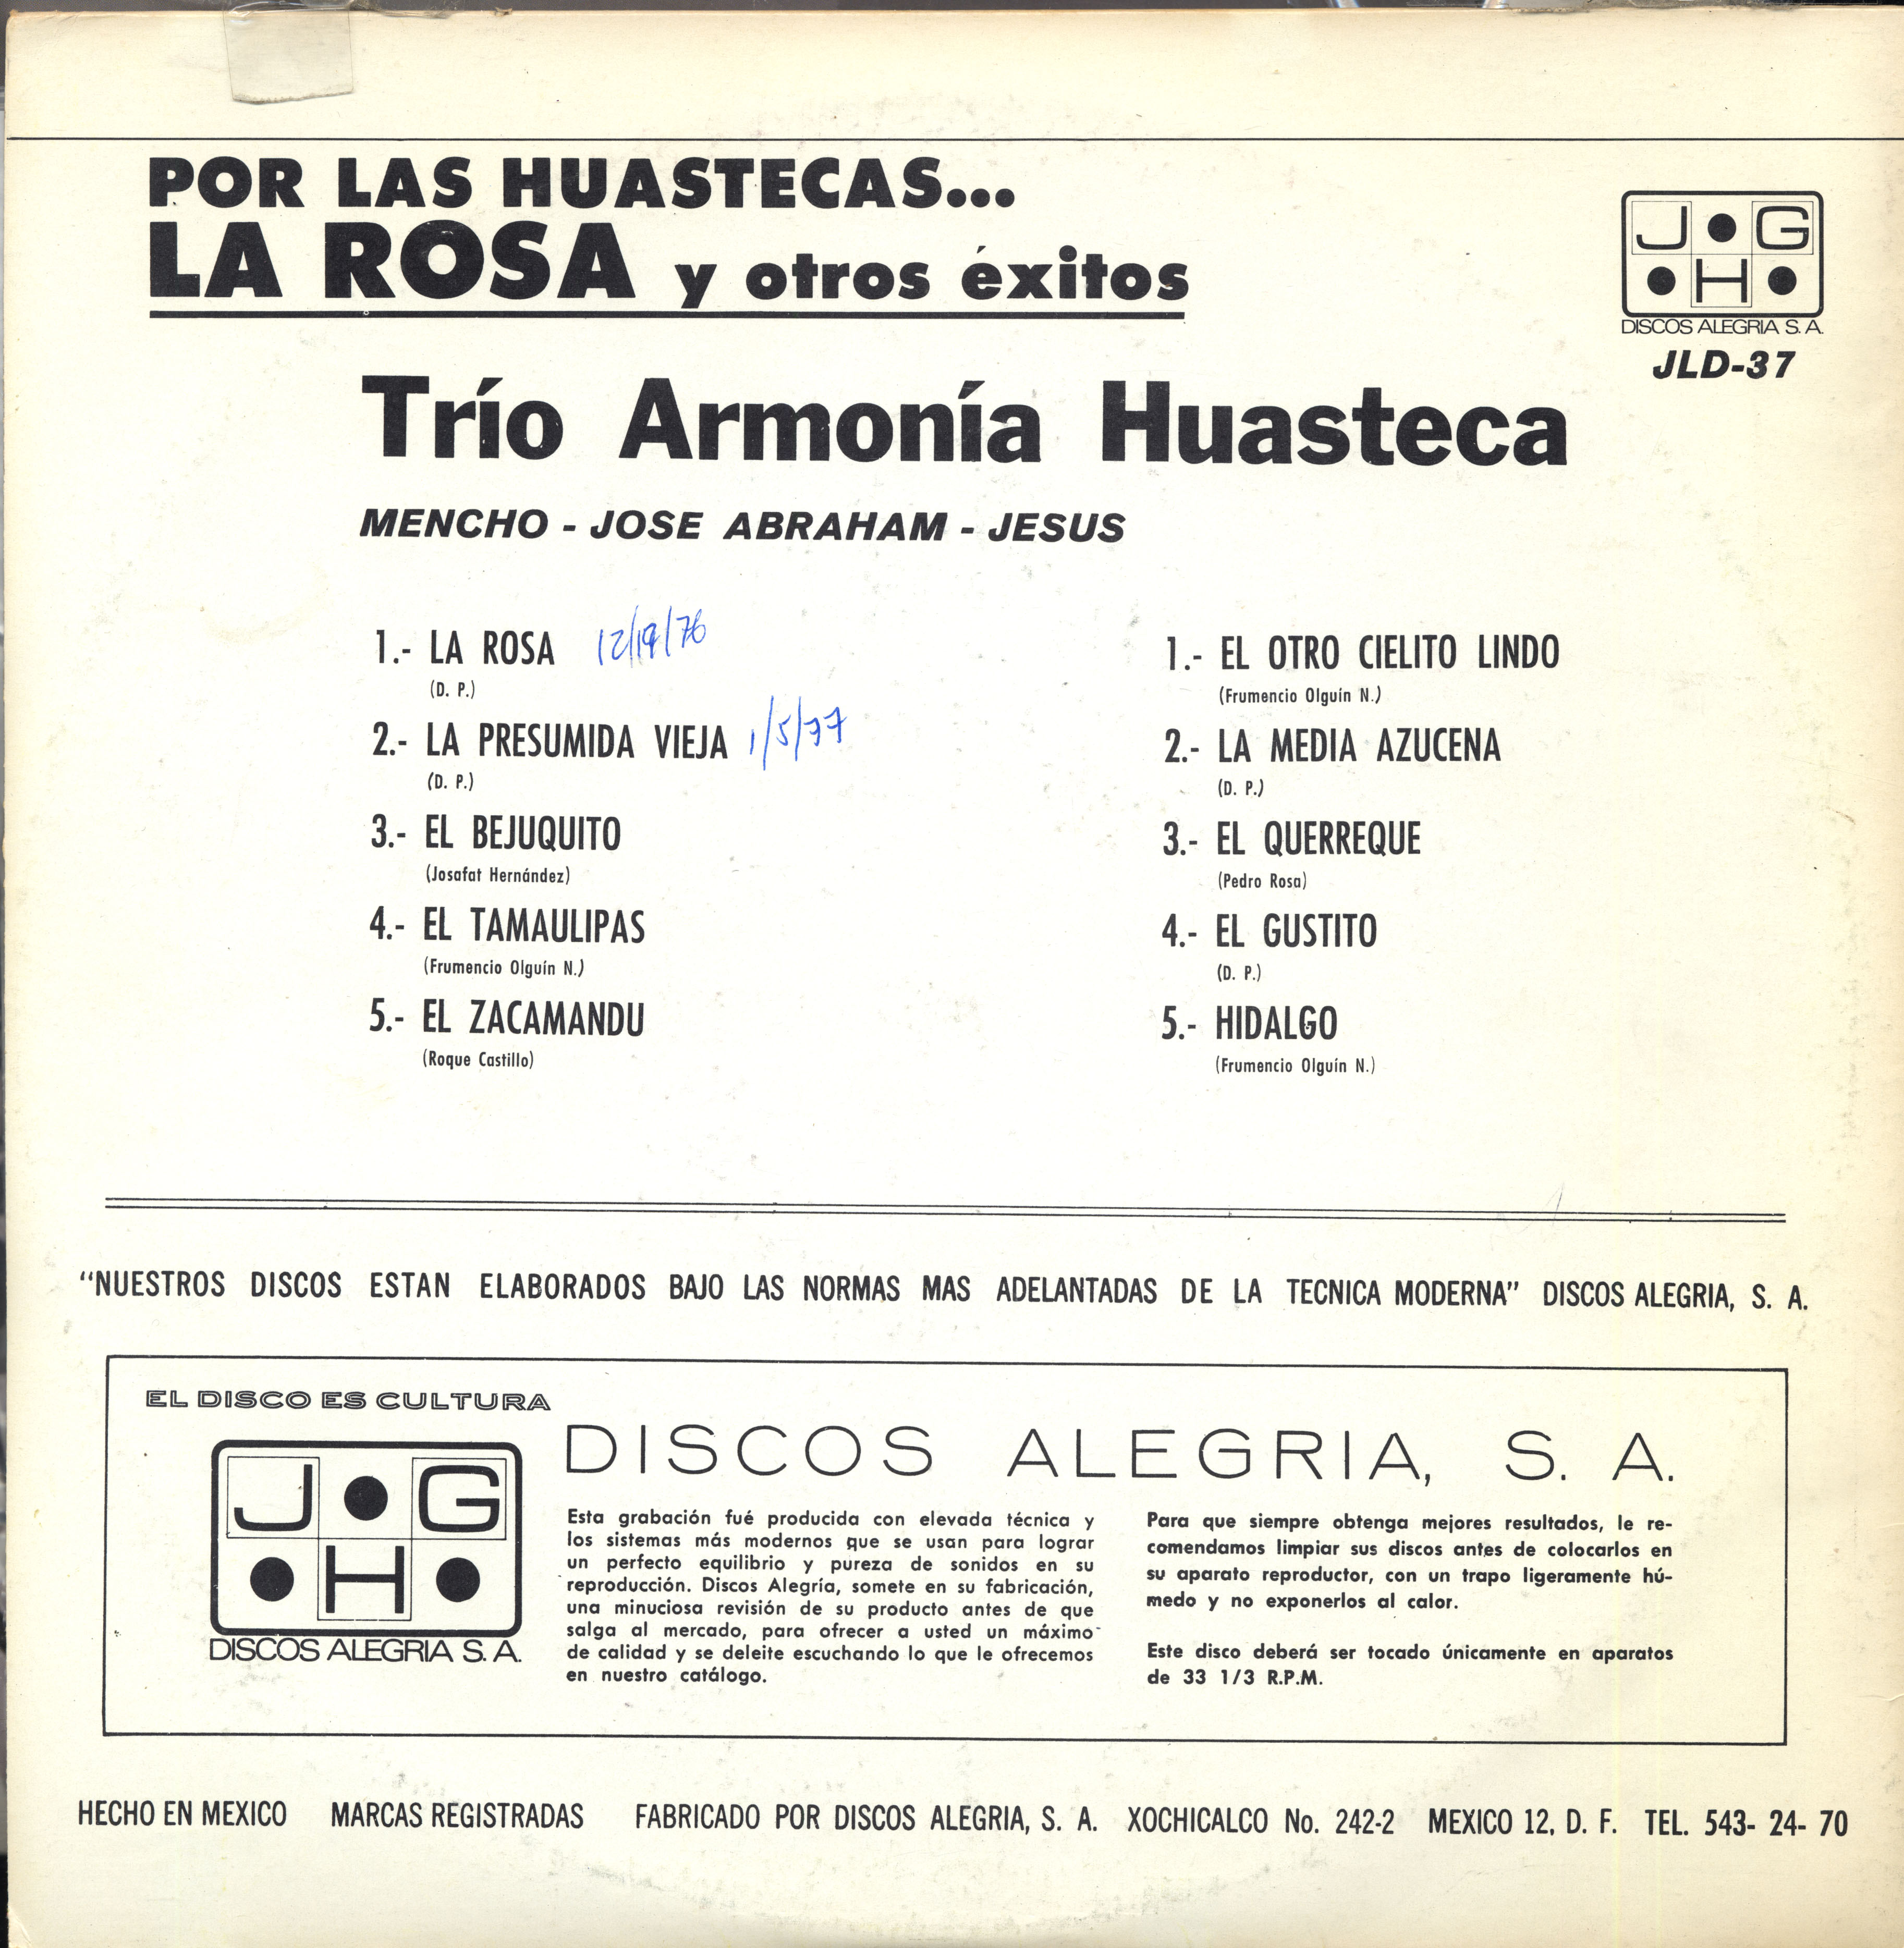 POR LAS HUASTECAS...
LA ROSA y otros éxitos
J G
H
DISCOS ALEGRIA S. A.
JLD-37
Trío Armonía Huasteca
MENCHO - JOSE ABRAHAM - JESUS
1.- LA ROSA 12/19/76
(D. P.)
2.- LA PRESUMIDA VIEJA 1/5/77
(D. P.)
3.- EL BEJUQUITO
(Josafat Hernández)
4.- EL TAMAULIPAS
(Frumencio Olguín N.)
5.- EL ZACAMANDU
(Roque Castillo)
1.- EL OTRO CIELITO LINDO
(Frumencio Olguín N.)
2.- LA MEDIA AZUCENA
(D. P.)
3.- EL QUERREQUE
(Pedro Rosa)
4.- EL GUSTITO
(D. P.)
5.- HIDALGO
(Frumencio Olguín N.)
"NUESTROS DISCOS ESTAN ELABORADOS BAJO LAS NORMAS MAS ADELANTADAS DE LA TECNICA MODERNA" DISCOS ALEGRIA, S. A.
EL DISCO ES CULTURA
J G
H
DISCOS ALEGRIA S. A.
DISCOS ALEGRIA, S. A.
Esta grabación fué producida con elevada técnica y
los sistemas más modernos que se usan para lograr
un perfecto equilibrio y pureza de sonidos en su
reproducción. Discos Alegría, somete en su fabricación,
una minuciosa revisión de su producto antes de que
salga al mercado, para ofrecer a usted un máximo
de calidad y se deleite escuchando lo que le ofrecemos
en nuestro catálogo.
Para que siempre obtenga mejores resultados, le re-
comendamos limpiar sus discos antes de colocarlos en
su aparato reproductor, con un trapo ligeramente hú-
medo y no exponerlos al calor.
Este disco deberá ser tocado únicamente en aparatos
de 33 1/3 R.P.M.
HECHO EN MEXICO MARCAS REGISTRADAS FABRICADO POR DISCOS ALEGRIA, S. A. XOCHICALCO No. 242-2 MEXICO 12, D. F. TEL. 543- 24- 70